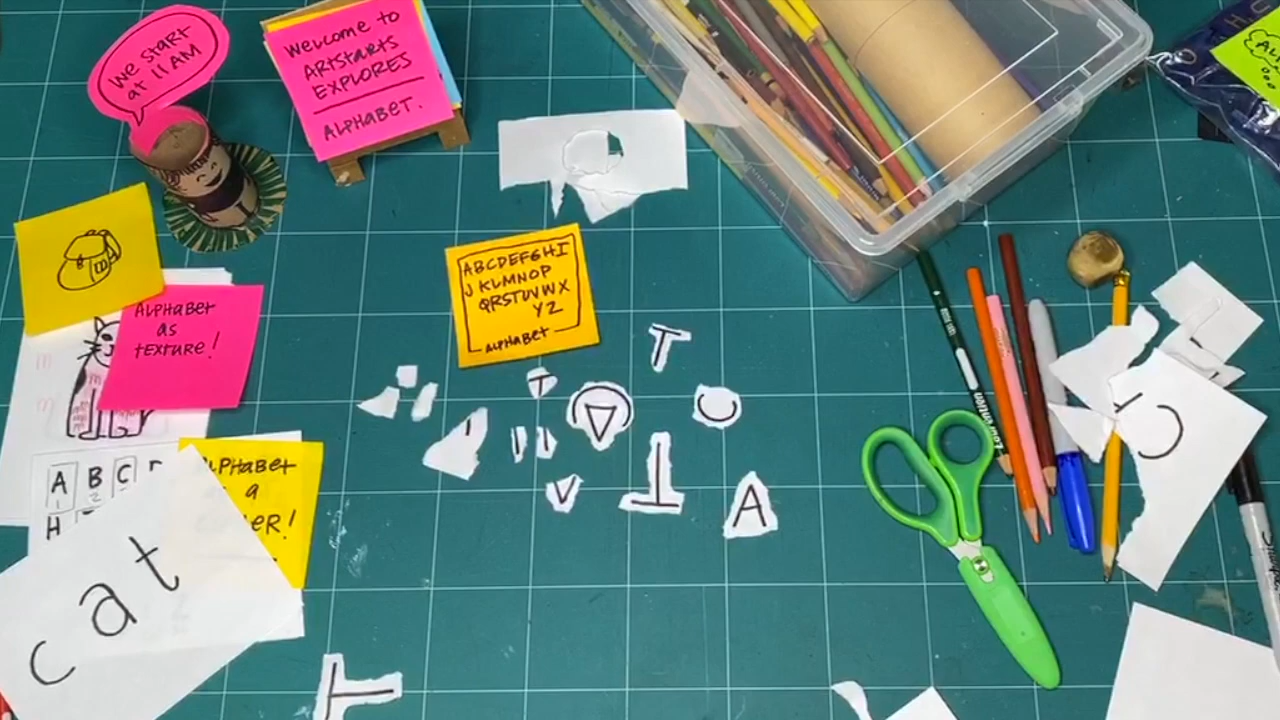 We START
at 11 AM
Welcome to
ARTSTARTS
EXPLORES
ALPHABET.
ABCDEFGHI
JKLMNOP
QRSTUVWX
YZ
ALPHABET
ALPHABET
as
TEXTURE!
A B C
H
ALPHABET
a
cat
T
T
V
A
C